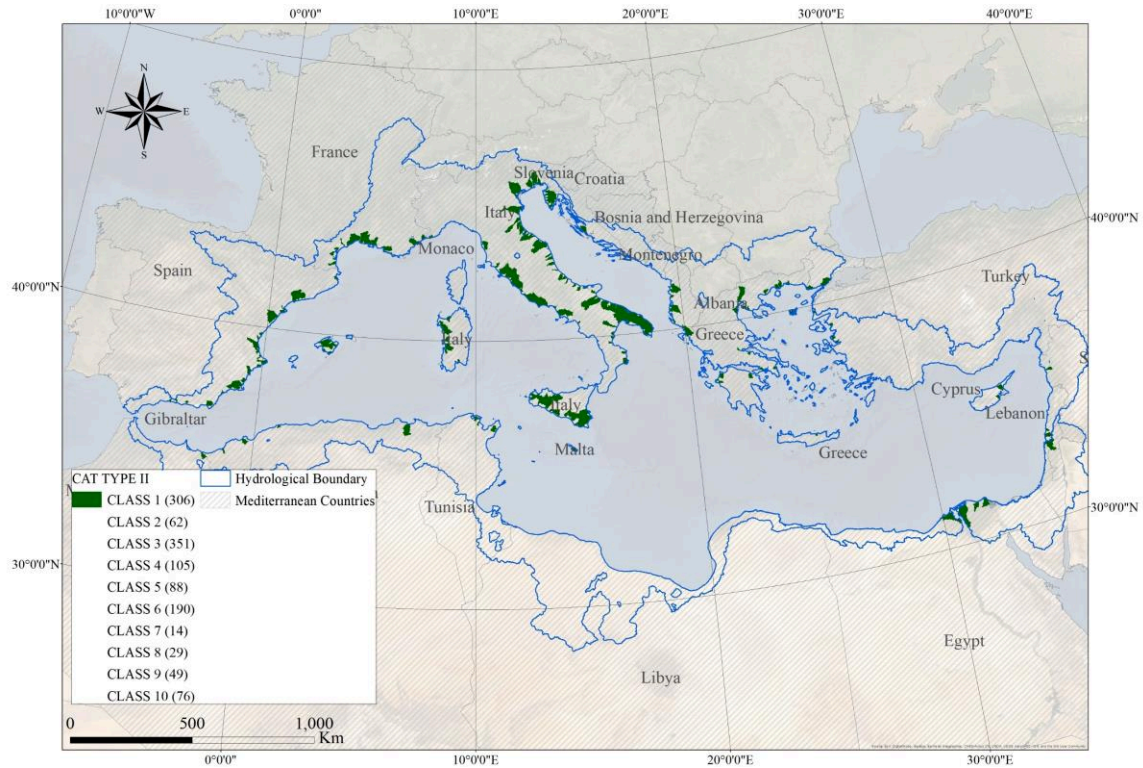 10°0'0"W 0°0'0"E 10°0'0"E 20°0'0"E 30°0'0"E 40°0'0"E
N
W E
S
France
Slovenia
Croatia
Italy
Bosnia and Herzegovina
Monaco
Montenegro
Spain
40°0'0"N
40°0'0"N
Turkey
Albania
Italy
Greece
Cyprus
Lebanon
Italy
Gibraltar
Malta
Greece
CAT TYPE II
CLASS 1 (306)
CLASS 2 (62)
CLASS 3 (351)
CLASS 4 (105)
CLASS 5 (88)
CLASS 6 (190)
CLASS 7 (14)
CLASS 8 (29)
CLASS 9 (49)
CLASS 10 (76)
Hydrological Boundary
Mediterranean Countries
Tunisia
30°0'0"N
30°0'0"N
Egypt
Libya
0 500 1,000
Km
0°0'0"E 10°0'0"E 20°0'0"E 30°0'0"E